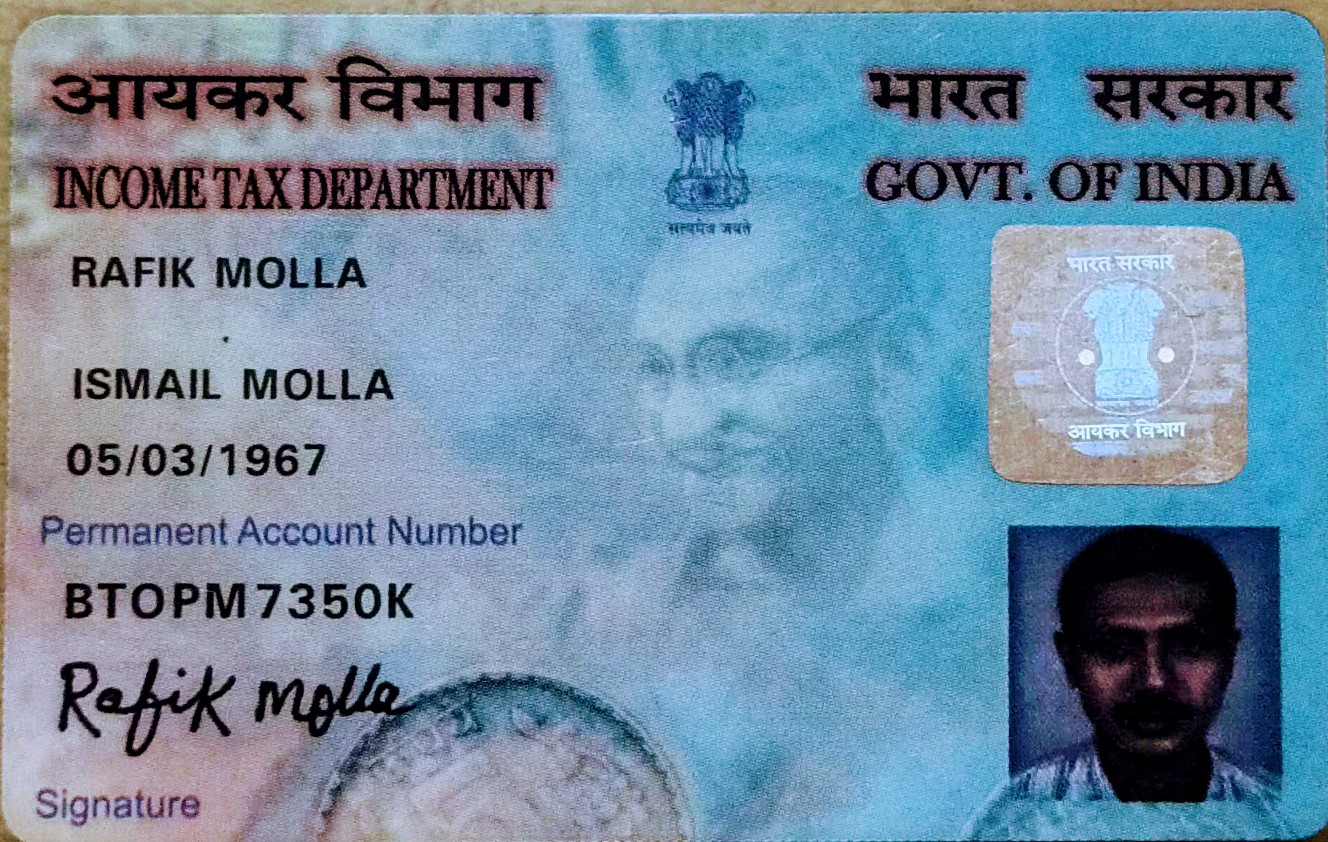 आयकर विभाग
भारत सरकार
INCOME TAX DEPARTMENT
GOVT. OF INDIA
सत्यमेव जयते
RAFIK MOLLA
ISMAIL MOLLA
05/03/1967
Permanent Account Number
BTOPM7350K
Rafik Molla
Signature
भारत सरकार
आयकर विभाग